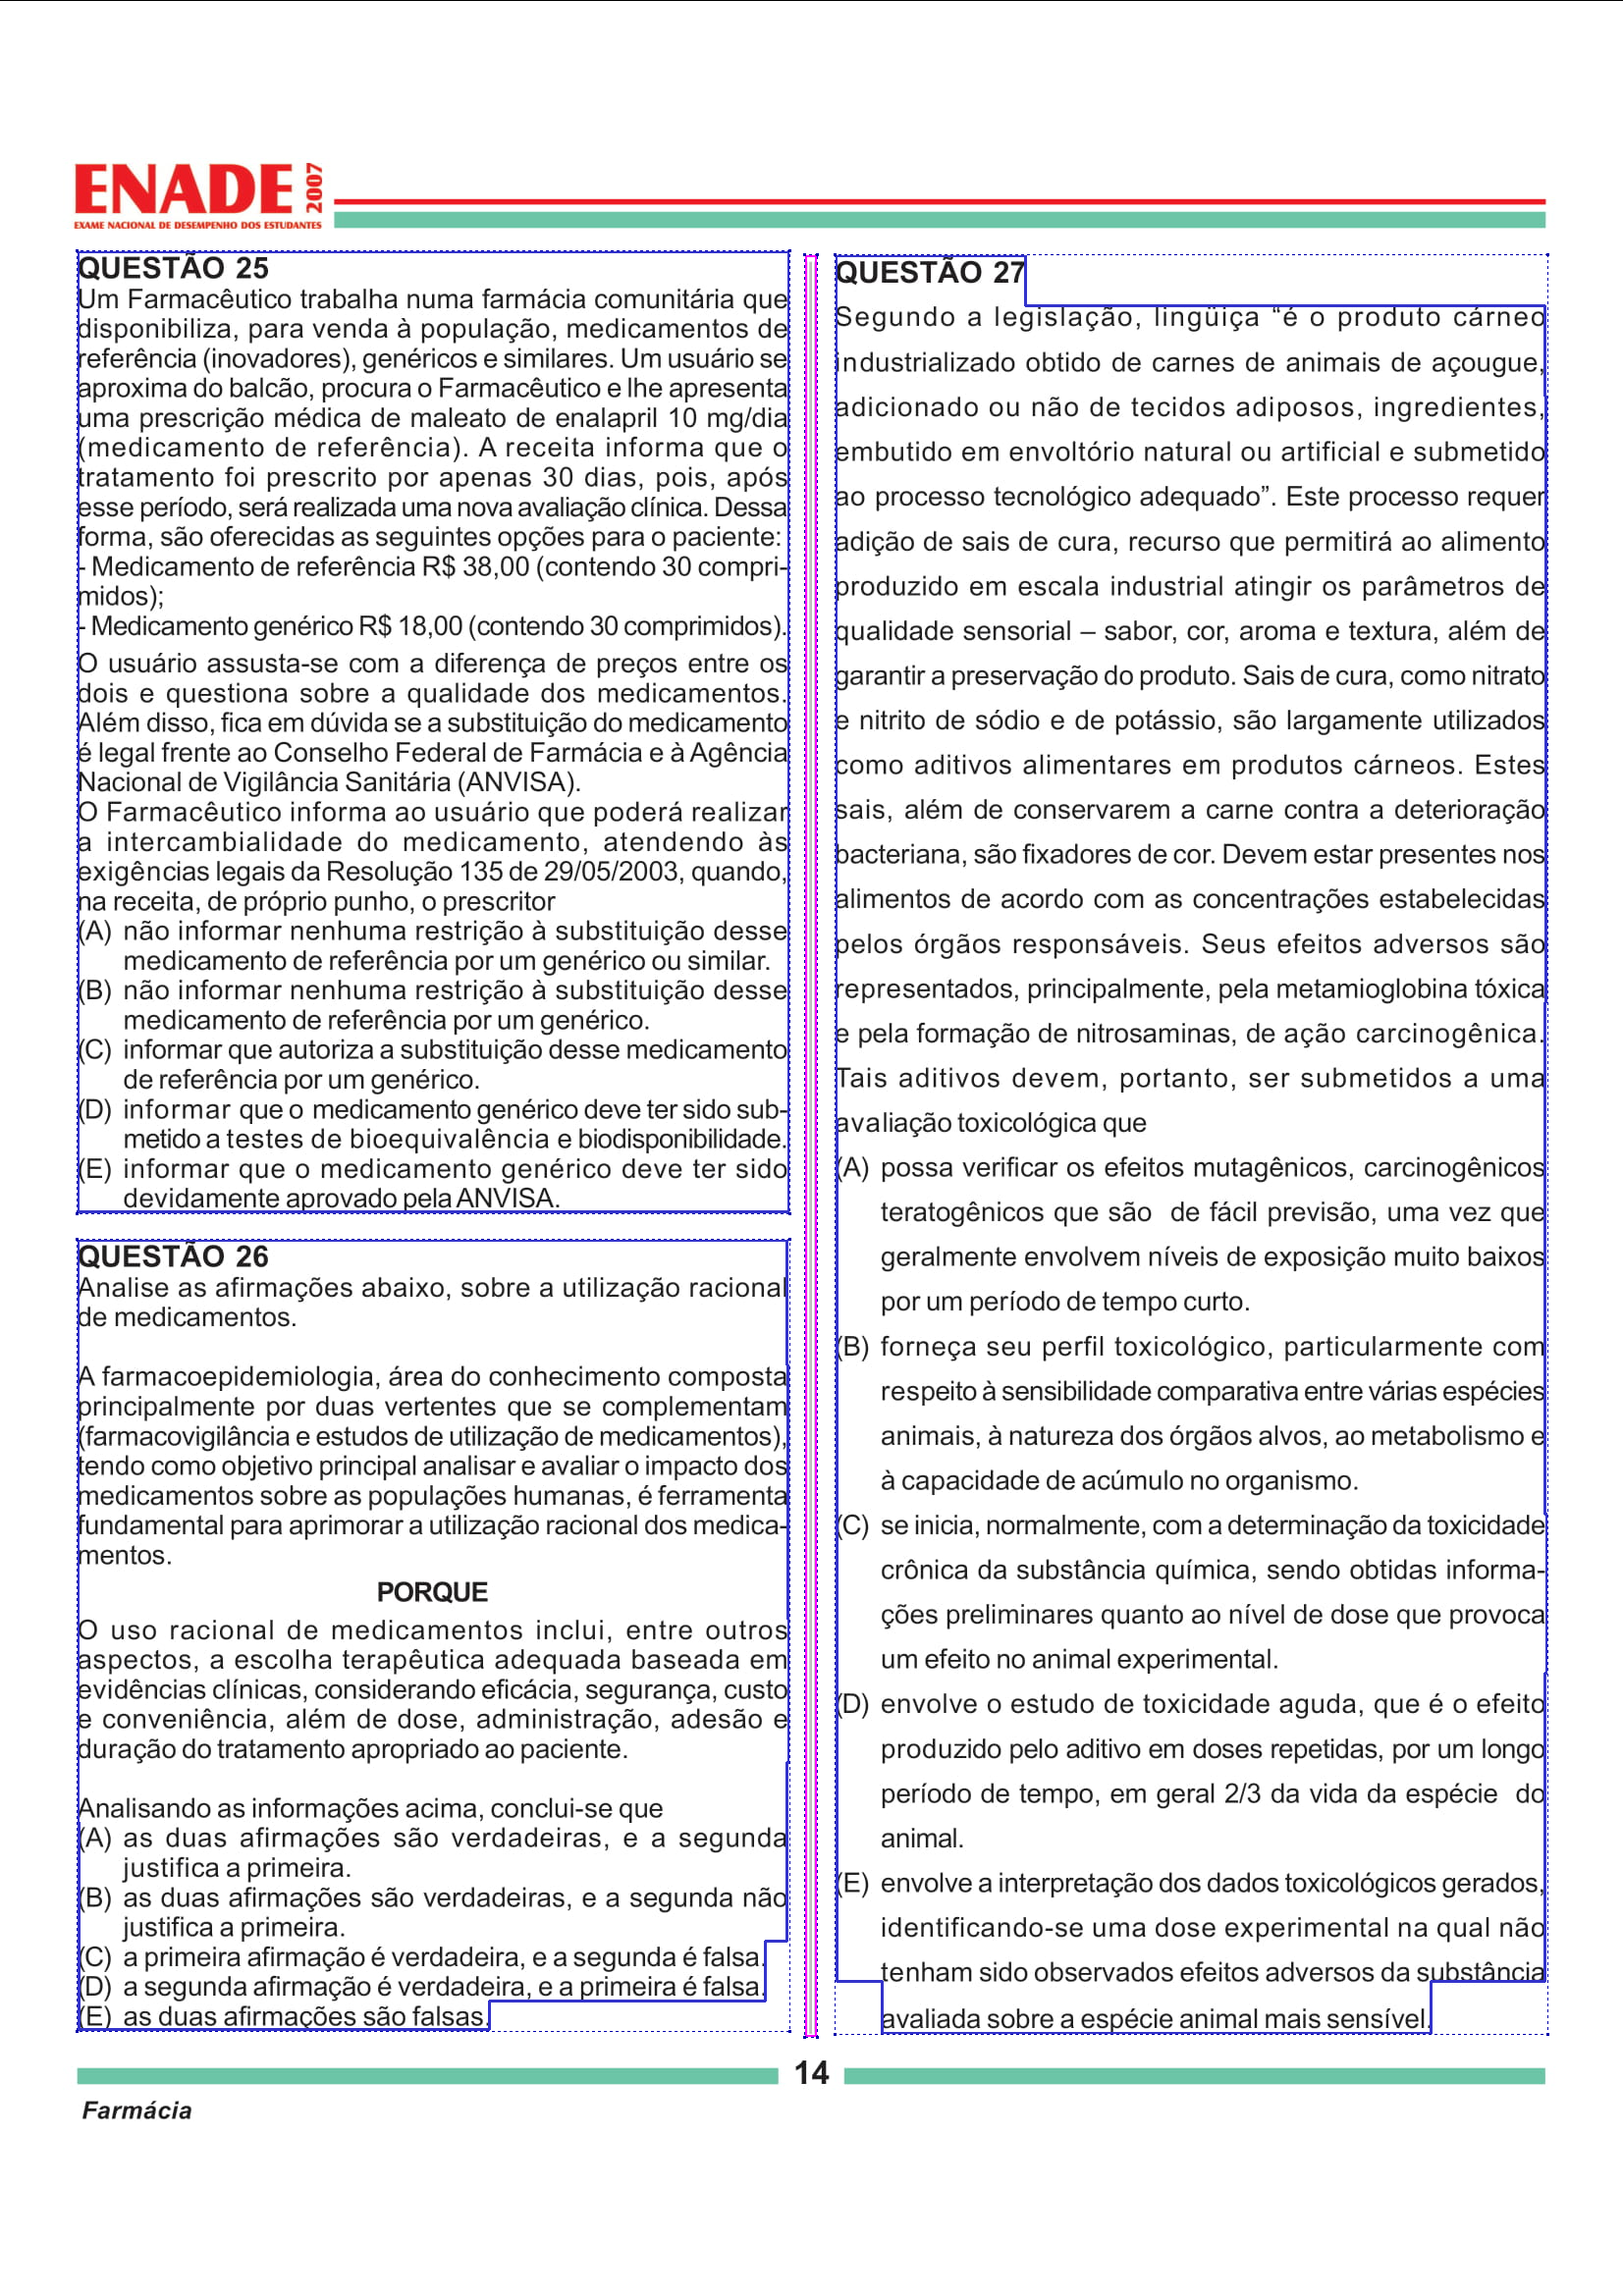 ENADE 2007
EXAME NACIONAL DE DESEMPENHO DOS ESTUDANTES
QUESTÃO 25
Um Farmacêutico trabalha numa farmácia comunitária que
disponibiliza, para venda à população, medicamentos de
referência (inovadores), genéricos e similares. Um usuário se
aproxima do balcão, procura o Farmacêutico e lhe apresenta
uma prescrição médica de maleato de enalapril 10 mg/dia
(medicamento de referência). A receita informa que o
tratamento foi prescrito por apenas 30 dias, pois, após
esse período, será realizada uma nova avaliação clínica. Dessa
forma, são oferecidas as seguintes opções para o paciente:
- Medicamento de referência R$ 38,00 (contendo 30 compri-
midos);
- Medicamento genérico R$ 18,00 (contendo 30 comprimidos).
O usuário assusta-se com a diferença de preços entre os
dois e questiona sobre a qualidade dos medicamentos.
Além disso, fica em dúvida se a substituição do medicamento
é legal frente ao Conselho Federal de Farmácia e à Agência
Nacional de Vigilância Sanitária (ANVISA).
O Farmacêutico informa ao usuário que poderá realizar
a intercambialidade do medicamento, atendendo às
exigências legais da Resolução 135 de 29/05/2003, quando,
na receita, de próprio punho, o prescritor
(A) não informar nenhuma restrição à substituição desse
medicamento de referência por um genérico ou similar.
(B) não informar nenhuma restrição à substituição desse
medicamento de referência por um genérico.
(C) informar que autoriza a substituição desse medicamento
de referência por um genérico.
(D) informar que o medicamento genérico deve ter sido sub-
metido a testes de bioequivalência e biodisponibilidade.
(E) informar que o medicamento genérico deve ter sido
devidamente aprovado pela ANVISA.
QUESTÃO 26
Analise as afirmações abaixo, sobre a utilização racional
de medicamentos.
A farmacoepidemiologia, área do conhecimento composta
principalmente por duas vertentes que se complementam
(farmacovigilância e estudos de utilização de medicamentos),
tendo como objetivo principal analisar e avaliar o impacto dos
medicamentos sobre as populações humanas, é ferramenta
fundamental para aprimorar a utilização racional dos medica-
mentos.
PORQUE
O uso racional de medicamentos inclui, entre outros
aspectos, a escolha terapêutica adequada baseada em
evidências clínicas, considerando eficácia, segurança, custo
e conveniência, além de dose, administração, adesão e
duração do tratamento apropriado ao paciente.
Analisando as informações acima, conclui-se que
(A) as duas afirmações são verdadeiras, e a segunda
justifica a primeira.
(B) as duas afirmações são verdadeiras, e a segunda não
justifica a primeira.
(C) a primeira afirmação é verdadeira, e a segunda é falsa.
(D) a segunda afirmação é verdadeira, e a primeira é falsa.
(E) as duas afirmações são falsas.
QUESTÃO 27
Segundo a legislação, lingüiça “é o produto cárneo
industrializado obtido de carnes de animais de açougue,
adicionado ou não de tecidos adiposos, ingredientes,
embutido em envoltório natural ou artificial e submetido
ao processo tecnológico adequado”. Este processo requer
adição de sais de cura, recurso que permitirá ao alimento
produzido em escala industrial atingir os parâmetros de
qualidade sensorial – sabor, cor, aroma e textura, além de
garantir a preservação do produto. Sais de cura, como nitrato
e nitrito de sódio e de potássio, são largamente utilizados
como aditivos alimentares em produtos cárneos. Estes
sais, além de conservarem a carne contra a deterioração
bacteriana, são fixadores de cor. Devem estar presentes nos
alimentos de acordo com as concentrações estabelecidas
pelos órgãos responsáveis. Seus efeitos adversos são
representados, principalmente, pela metamioglobina tóxica
e pela formação de nitrosaminas, de ação carcinogênica.
Tais aditivos devem, portanto, ser submetidos a uma
avaliação toxicológica que
(A) possa verificar os efeitos mutagênicos, carcinogênicos
teratogênicos que são de fácil previsão, uma vez que
geralmente envolvem níveis de exposição muito baixos
por um período de tempo curto.
(B) forneça seu perfil toxicológico, particularmente com
respeito à sensibilidade comparativa entre várias espécies
animais, à natureza dos órgãos alvos, ao metabolismo e
à capacidade de acúmulo no organismo.
(C) se inicia, normalmente, com a determinação da toxicidade
crônica da substância química, sendo obtidas informa-
ções preliminares quanto ao nível de dose que provoca
um efeito no animal experimental.
(D) envolve o estudo de toxicidade aguda, que é o efeito
produzido pelo aditivo em doses repetidas, por um longo
período de tempo, em geral 2/3 da vida da espécie do
animal.
(E) envolve a interpretação dos dados toxicológicos gerados,
identificando-se uma dose experimental na qual não
tenham sido observados efeitos adversos da substância
avaliada sobre a espécie animal mais sensível.
14
Farmácia